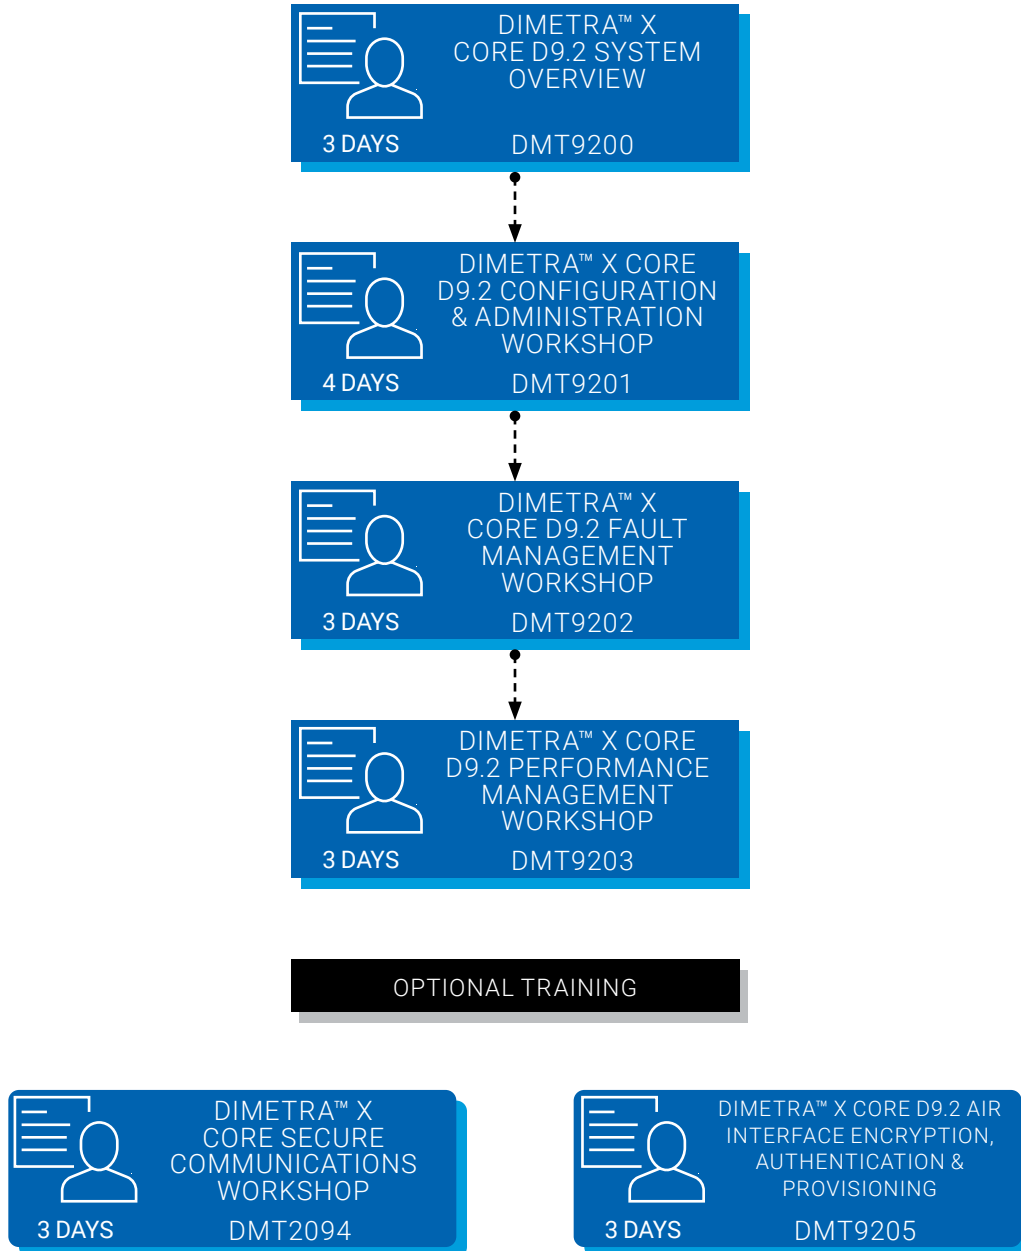 DIMETRA™ X
CORE D9.2 SYSTEM
OVERVIEW
3 DAYS
DMT9200
DIMETRA™ X CORE
D9.2 CONFIGURATION
& ADMINISTRATION
WORKSHOP
4 DAYS
DMT9201
DIMETRA™ X
CORE D9.2 FAULT
MANAGEMENT
WORKSHOP
3 DAYS
DMT9202
DIMETRA™ X CORE
D9.2 PERFORMANCE
MANAGEMENT
WORKSHOP
3 DAYS
DMT9203
OPTIONAL TRAINING
DIMETRA™ X
CORE SECURE
COMMUNICATIONS
WORKSHOP
3 DAYS
DMT2094
DIMETRA™ X CORE D9.2 AIR
INTERFACE ENCRYPTION,
AUTHENTICATION &
PROVISIONING
3 DAYS
DMT9205